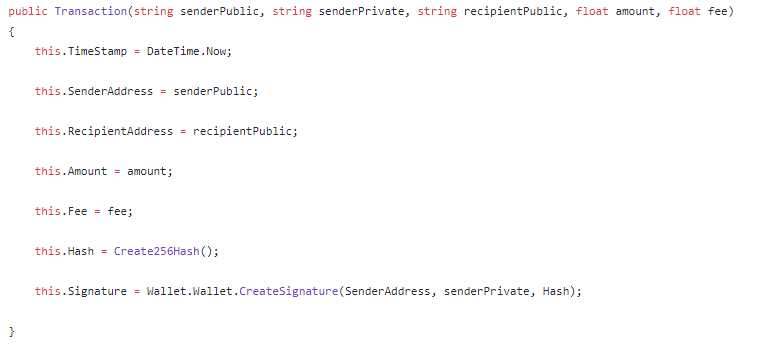 public Transaction(string senderPublic, string senderPrivate, string recipientPublic, float amount, float fee)
{
this.TimeStamp = DateTime.Now;
this.SenderAddress = senderPublic;
this.RecipientAddress = recipientPublic;
this.Amount = amount;
this.Fee = fee;
this.Hash = Create256Hash();
this.Signature = Wallet.Wallet.CreateSignature(SenderAddress, senderPrivate, Hash);
}